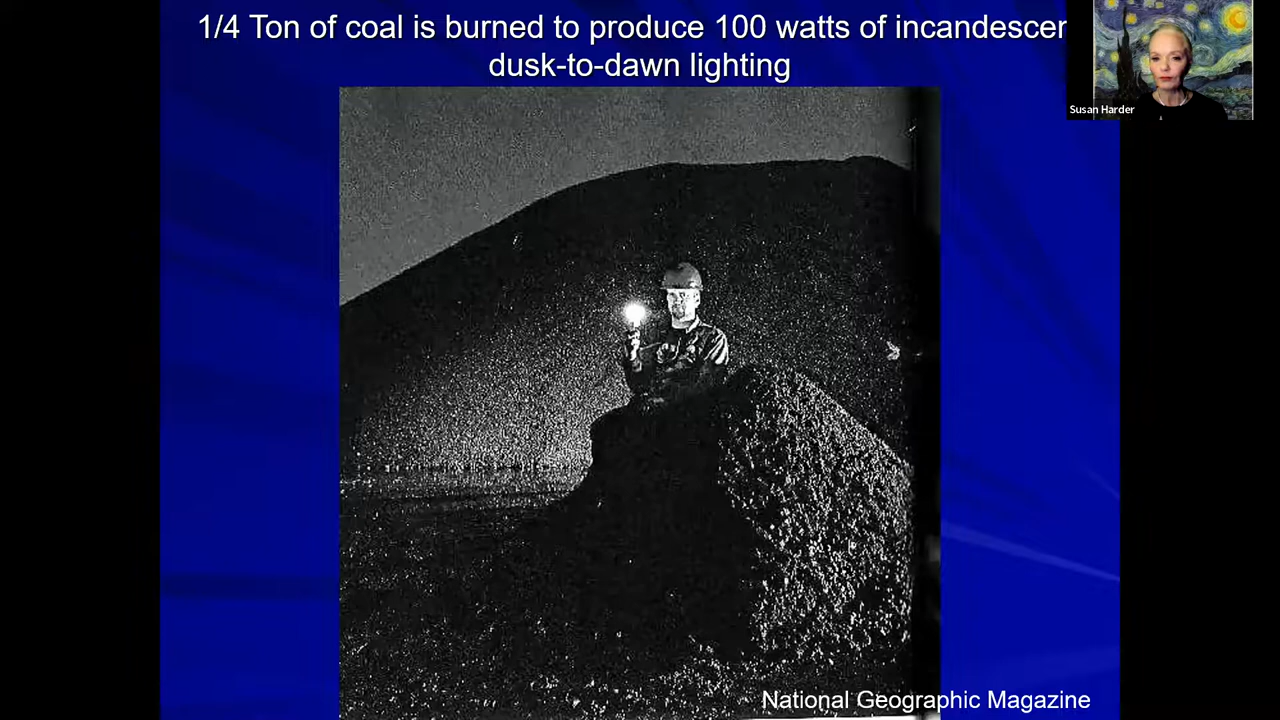 1/4 Ton of coal is burned to produce 100 watts of incandescen
dusk-to-dawn lighting
Susan Harder
National Geographic Magazine